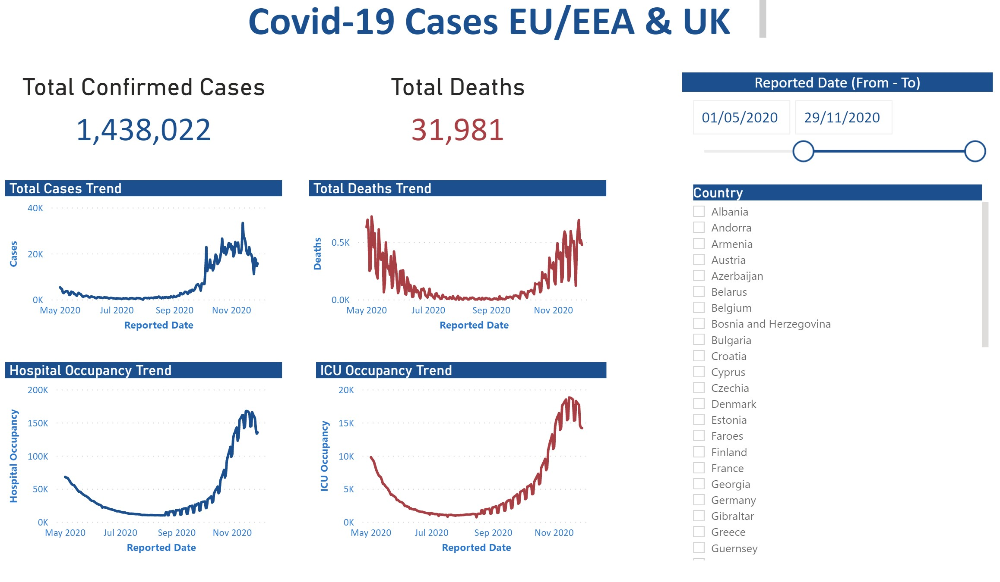 Covid-19 Cases EU/EEA & UK
Total Confirmed Cases
1,438,022
Total Deaths
31,981
Reported Date (From - To)
01/05/2020 29/11/2020
Total Cases Trend
40K
20K
0K
Cases
May 2020 Jul 2020 Sep 2020 Nov 2020
Reported Date
Total Deaths Trend
0.5K
0.0K
Deaths
May 2020 Jul 2020 Sep 2020 Nov 2020
Reported Date
Hospital Occupancy Trend
200K
150K
100K
50K
0K
Hospital Occupancy
May 2020 Jul 2020 Sep 2020 Nov 2020
Reported Date
ICU Occupancy Trend
20K
15K
10K
5K
0K
ICU Occupancy
May 2020 Jul 2020 Sep 2020 Nov 2020
Reported Date
Country
Albania
Andorra
Armenia
Austria
Azerbaijan
Belarus
Belgium
Bosnia and Herzegovina
Bulgaria
Croatia
Cyprus
Czechia
Denmark
Estonia
Faroes
Finland
France
Georgia
Germany
Gibraltar
Greece
Guernsey